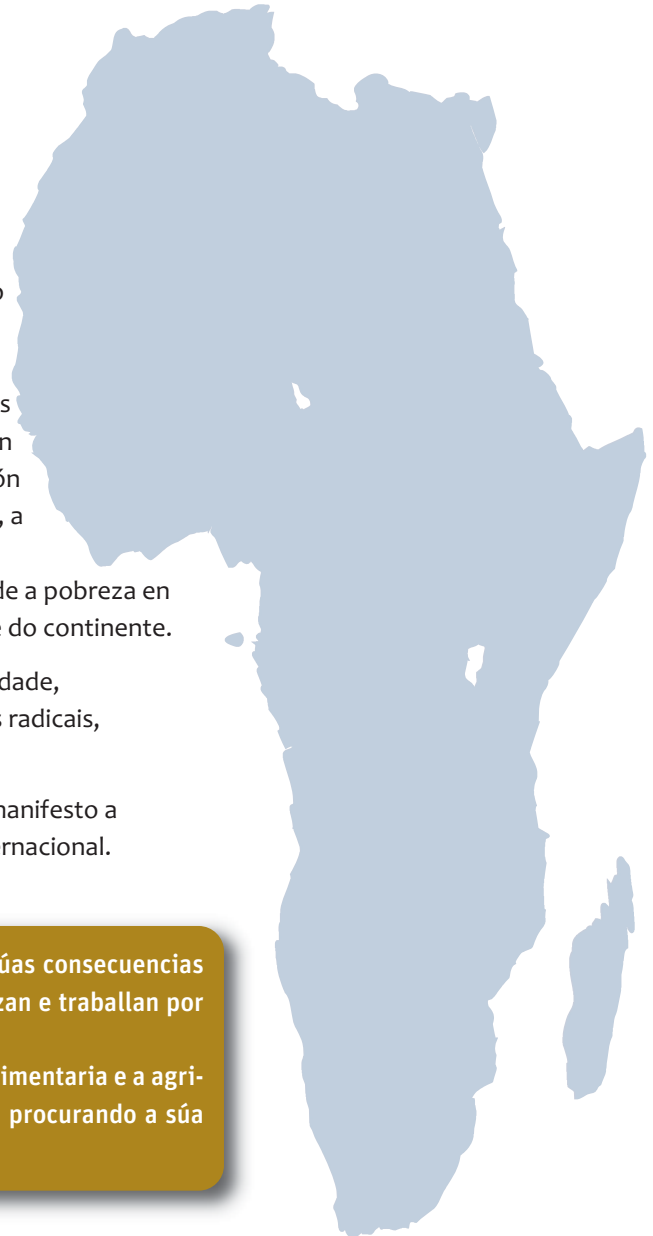 o
s
n
ón
, a
de a pobreza en
e do continente.
dade,
s radicais,
manifesto a
ernacional.
úas consecuencias
zan e traballan por
imentaria e a agri-
procurando a súa